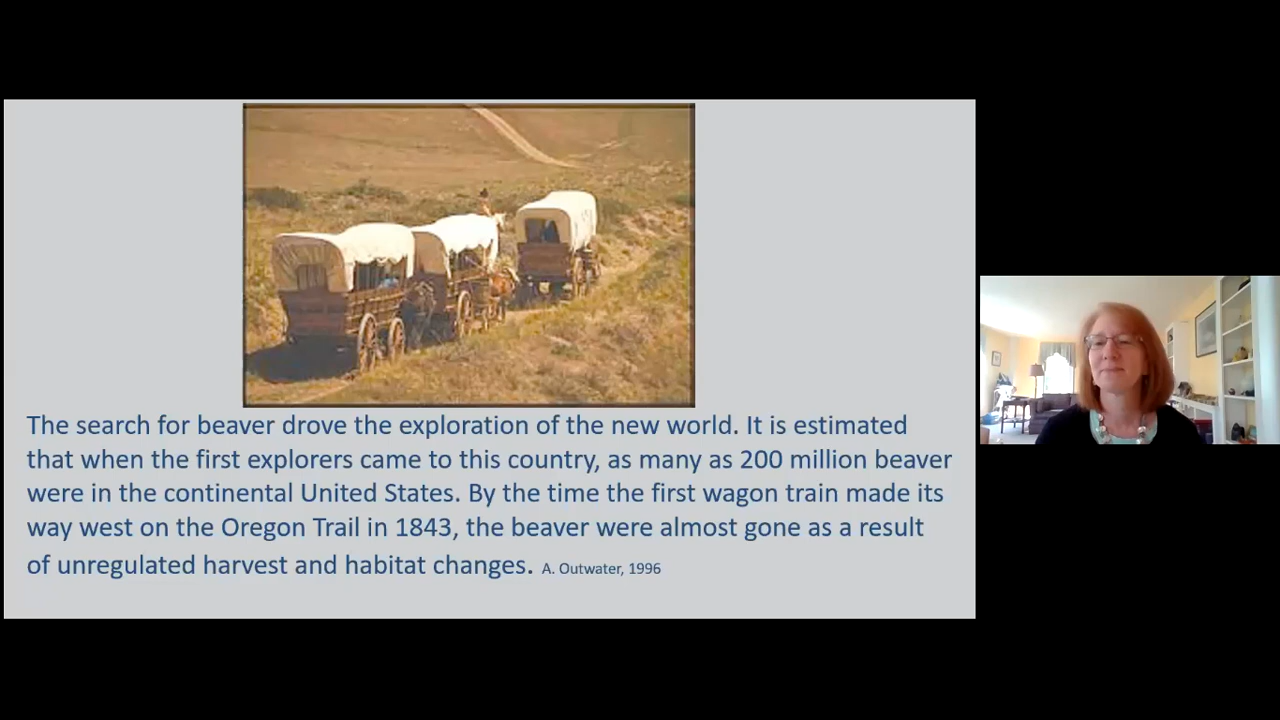 The search for beaver drove the exploration of the new world. It is estimated
that when the first explorers came to this country, as many as 200 million beaver
were in the continental United States. By the time the first wagon train made its
way west on the Oregon Trail in 1843, the beaver were almost gone as a result
of unregulated harvest and habitat changes. A. Outwater, 1996